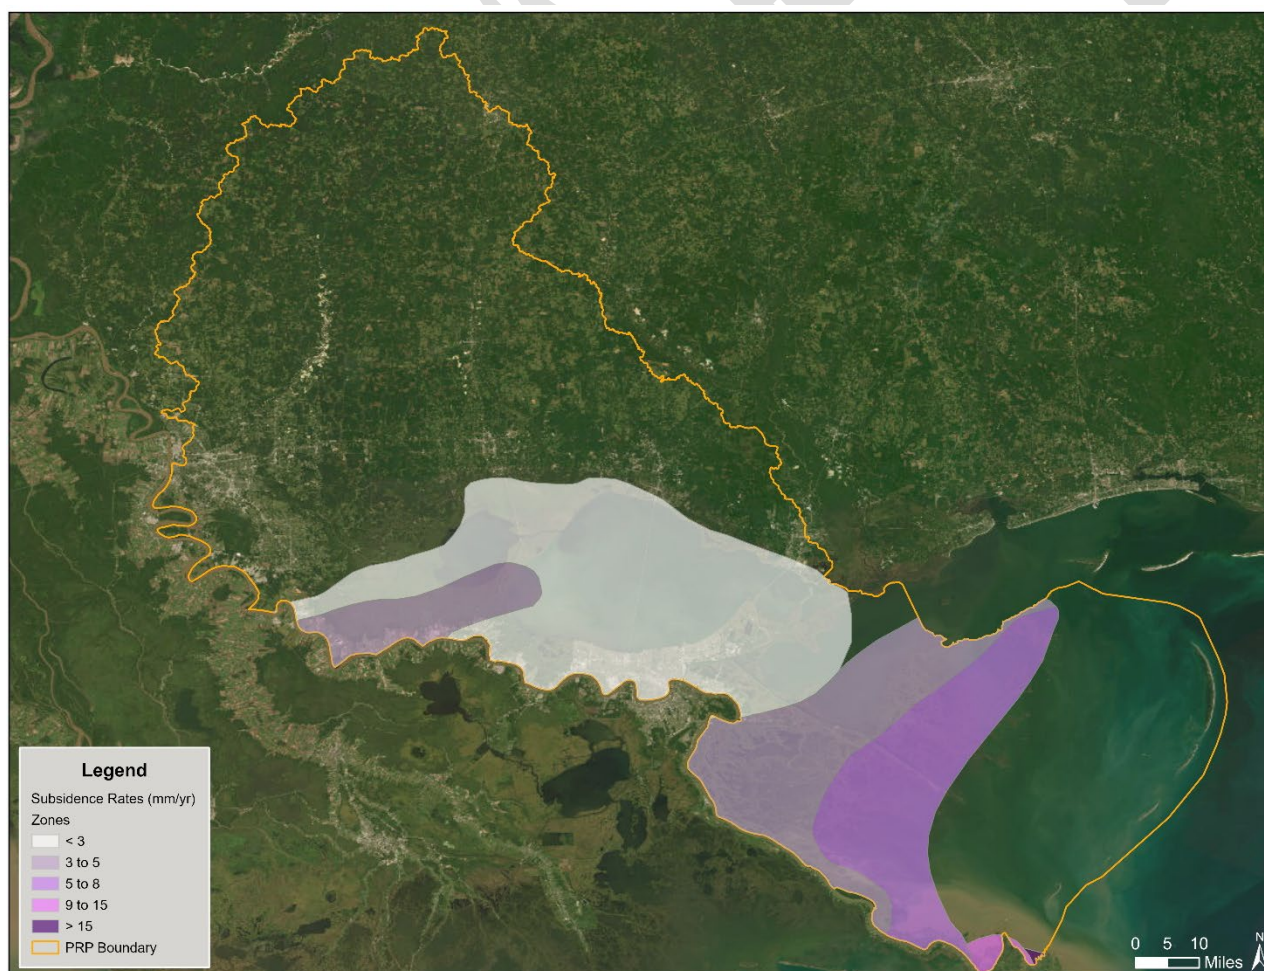 Legend
Subsidence Rates (mm/yr)
Zones
< 3
3 to 5
5 to 8
9 to 15
> 15
PRP Boundary
N
0 5 10
Miles